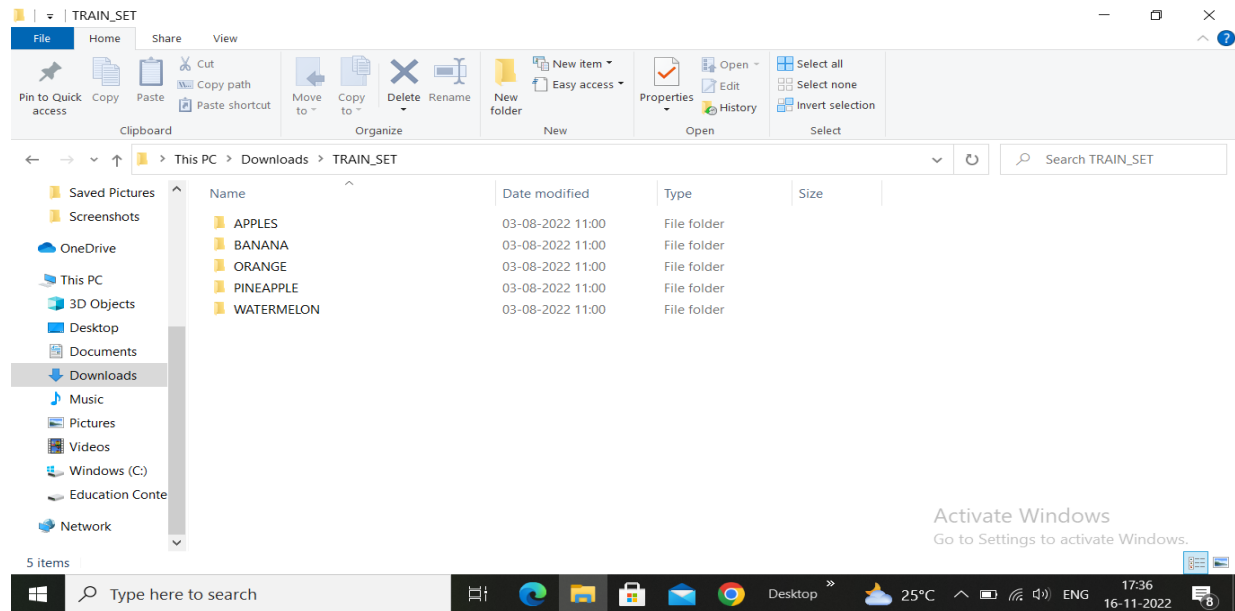 TRAIN_SET
File Home Share View
Pin to Quick access
Copy
Paste
Cut
Copy path
Paste shortcut
Clipboard
Move to
Copy to
Delete
Rename
Organize
New folder
New item
Easy access
New
Properties
Open
Edit
History
Open
Select all
Select none
Invert selection
Select
This PC > Downloads > TRAIN_SET
Search TRAIN_SET
Saved Pictures
Screenshots
OneDrive
This PC
3D Objects
Desktop
Documents
Downloads
Music
Pictures
Videos
Windows (C:)
Education Conte
Network
Name Date modified Type Size
APPLES 03-08-2022 11:00 File folder
BANANA 03-08-2022 11:00 File folder
ORANGE 03-08-2022 11:00 File folder
PINEAPPLE 03-08-2022 11:00 File folder
WATERMELON 03-08-2022 11:00 File folder
Activate Windows
Go to Settings to activate Windows.
5 items
Type here to search
Desktop
»
25°C
ENG
17:36
16-11-2022
8